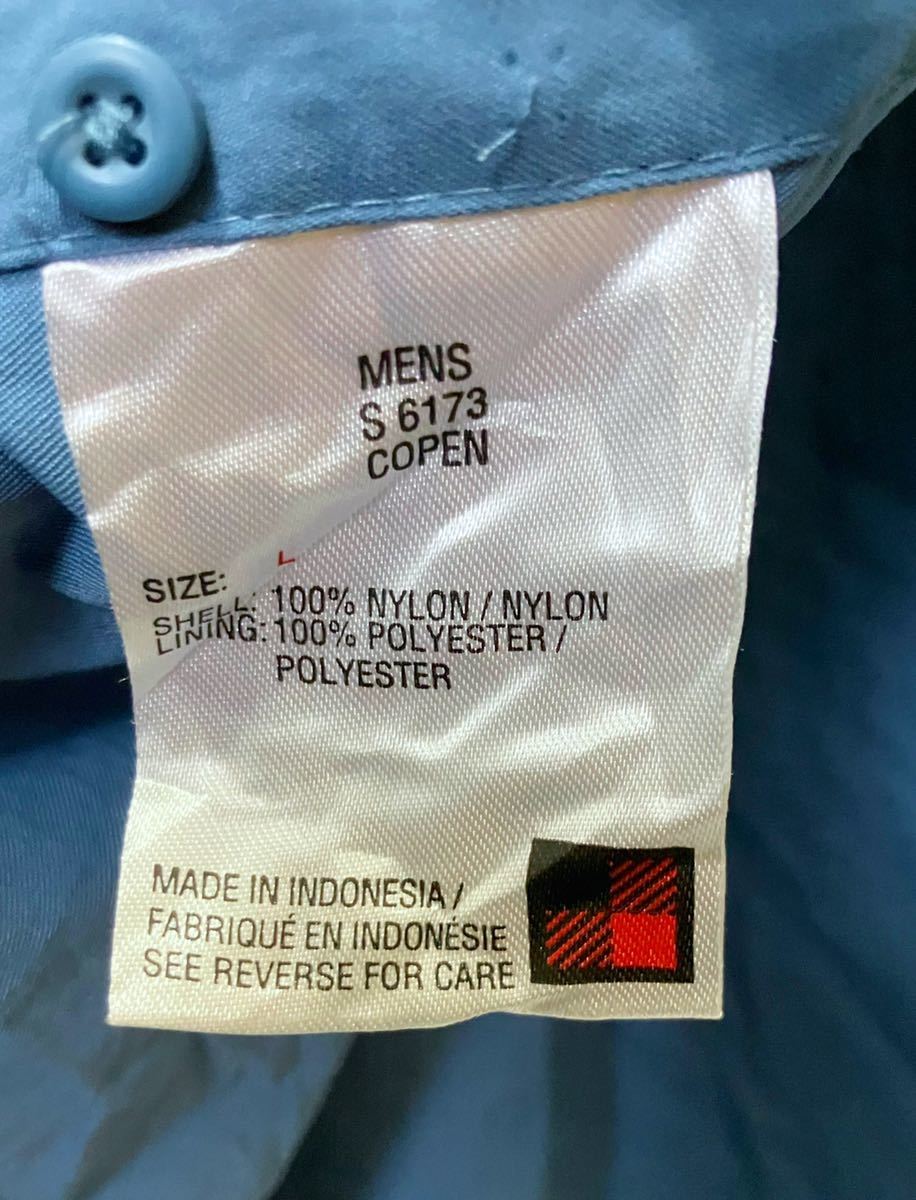 MENS
S 6173
COPEN
SIZE: L
SHELL: 100% NYLON / NYLON
LINING: 100% POLYESTER /
POLYESTER
MADE IN INDONESIA /
FABRIQUÉ EN INDONÉSIE
SEE REVERSE FOR CARE